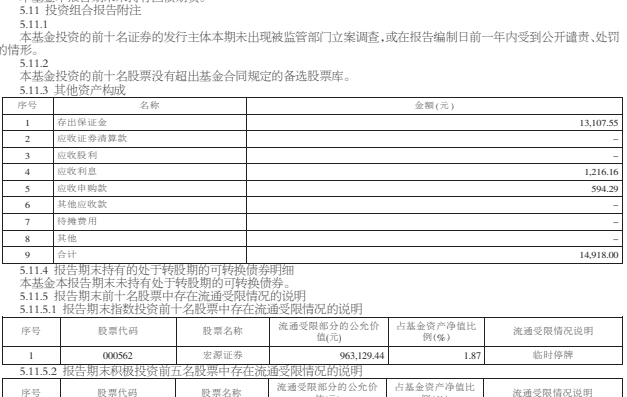 5.11 投资组合报告附注
5.11.1
本基金投资的前十名证券的发行主体本期未出现被监管部门立案调查,或在报告编制日前一年内受到公开谴责、处罚
的情形。
5.11.2
本基金投资的前十名股票没有超出基金合同规定的备选股票库。
5.11.3 其他资产构成
序号 名称 金额(元)
1 存出保证金 13,107.55
2 应收证券清算款 –
3 应收股利 –
4 应收利息 1,216.16
5 应收申购款 594.29
6 其他应收款 –
7 待摊费用 –
8 其他 –
9 合计 14,918.00
5.11.4 报告期末持有的处于转股期的可转换债券明细
本基金本报告期末未持有处于转股期的可转换债券。
5.11.5 报告期末前十名股票中存在流通受限情况的说明
5.11.5.1 报告期末指数投资前十名股票中存在流通受限情况的说明
序号 股票代码 股票名称 流通受限部分的公允价值(元) 占基金资产净值比例(%) 流通受限情况说明
1 000562 宏源证券 963,129.44 1.87 临时停牌
5.11.5.2 报告期末积极投资前五名股票中存在流通受限情况的说明
序号 股票代码 股票名称 流通受限部分的公允价 占基金资产净值比 流通受限情况说明